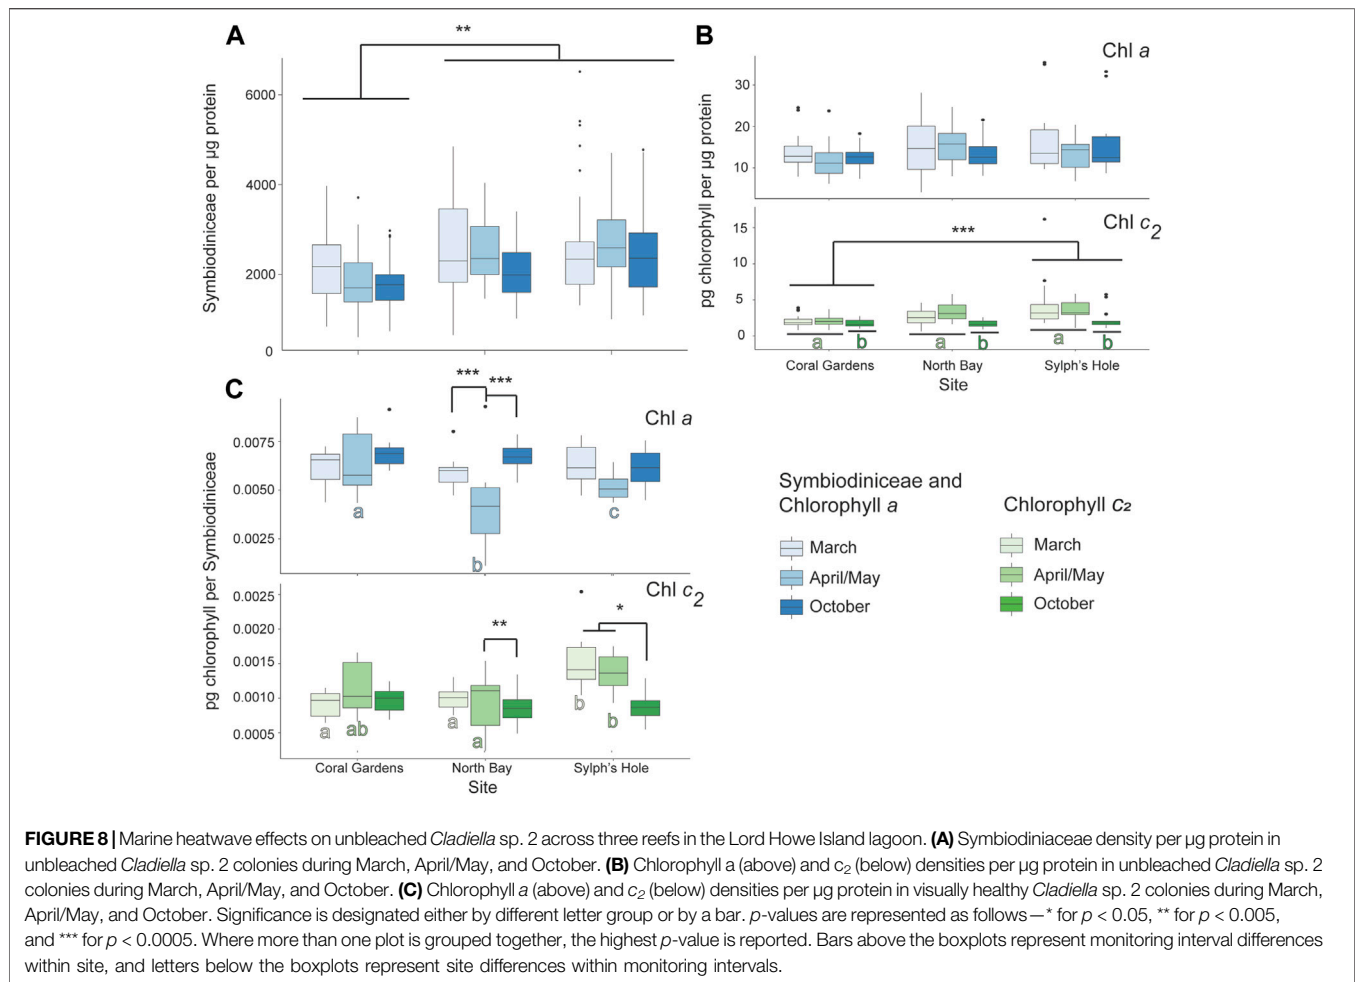 A
**
Symbiodiniceae per µg protein
6000
4000
2000
0
B
Chl a
pg chlorophyll per µg protein
30
20
10
Chl c2
***
15
10
5
0
a b a b a b
Coral Gardens North Bay Sylph's Hole
Site
C
*** ***
Chl a
pg chlorophyll per Symbiodiniceae
0.0075
0.0050
0.0025
a b c
Chl c2
0.0025
0.0020
0.0015
0.0010
0.0005
** *
a ab a a b b
Coral Gardens North Bay Sylph's Hole
Site
Symbiodiniceae and
Chlorophyll a
March
April/May
October
Chlorophyll c2
March
April/May
October
FIGURE 8 | Marine heatwave effects on unbleached Cladiella sp. 2 across three reefs in the Lord Howe Island lagoon. (A) Symbiodiniaceae density per µg protein in
unbleached Cladiella sp. 2 colonies during March, April/May, and October. (B) Chlorophyll a (above) and c2 (below) densities per µg protein in unbleached Cladiella sp. 2
colonies during March, April/May, and October. (C) Chlorophyll a (above) and c2 (below) densities per µg protein in visually healthy Cladiella sp. 2 colonies during March,
April/May, and October. Significance is designated either by different letter group or by a bar. p-values are represented as follows—* for p < 0.05, ** for p < 0.005,
and *** for p < 0.0005. Where more than one plot is grouped together, the highest p-value is reported. Bars above the boxplots represent monitoring interval differences
within site, and letters below the boxplots represent site differences within monitoring intervals.